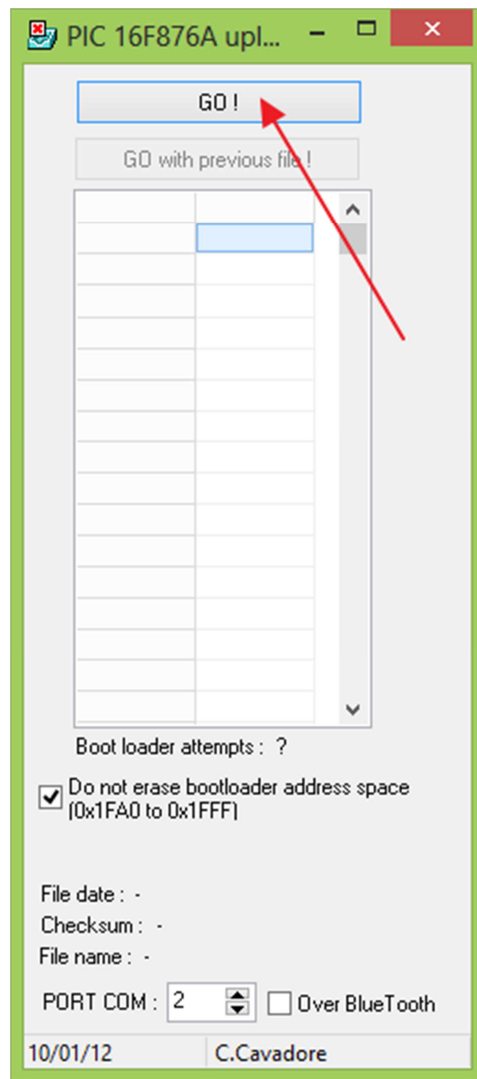 PIC 16F876A upl...
GO !
GO with previous file !
Boot loader attempts : ?
Do not erase bootloader address space
(0x1FA0 to 0x1FFF)
File date : -
Checksum : -
File name : -
PORT COM : 2 Over BlueTooth
10/01/12 C.Cavadore